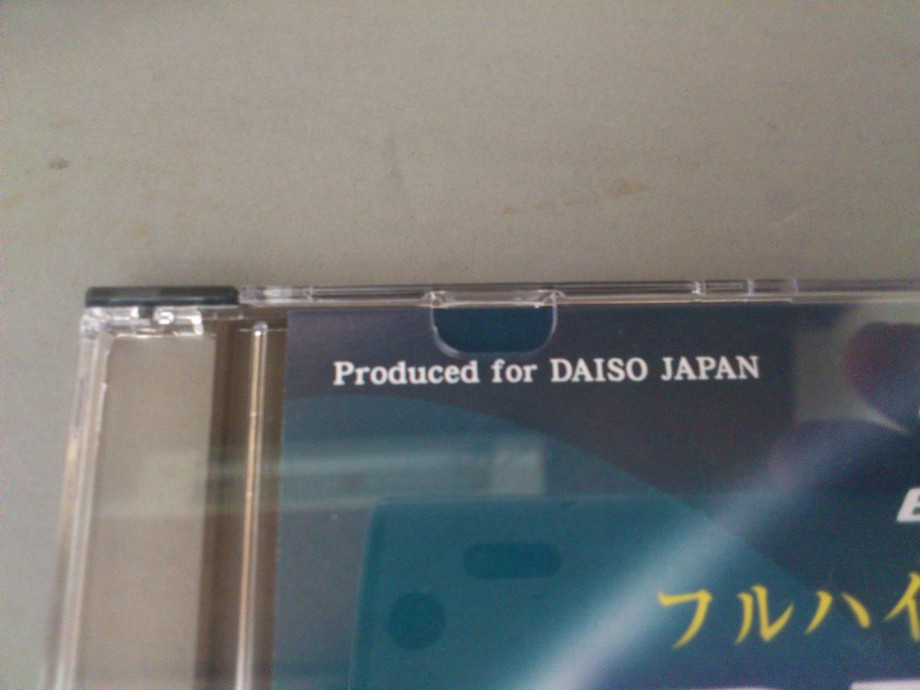 Produced for DAISO JAPAN
フルハイ